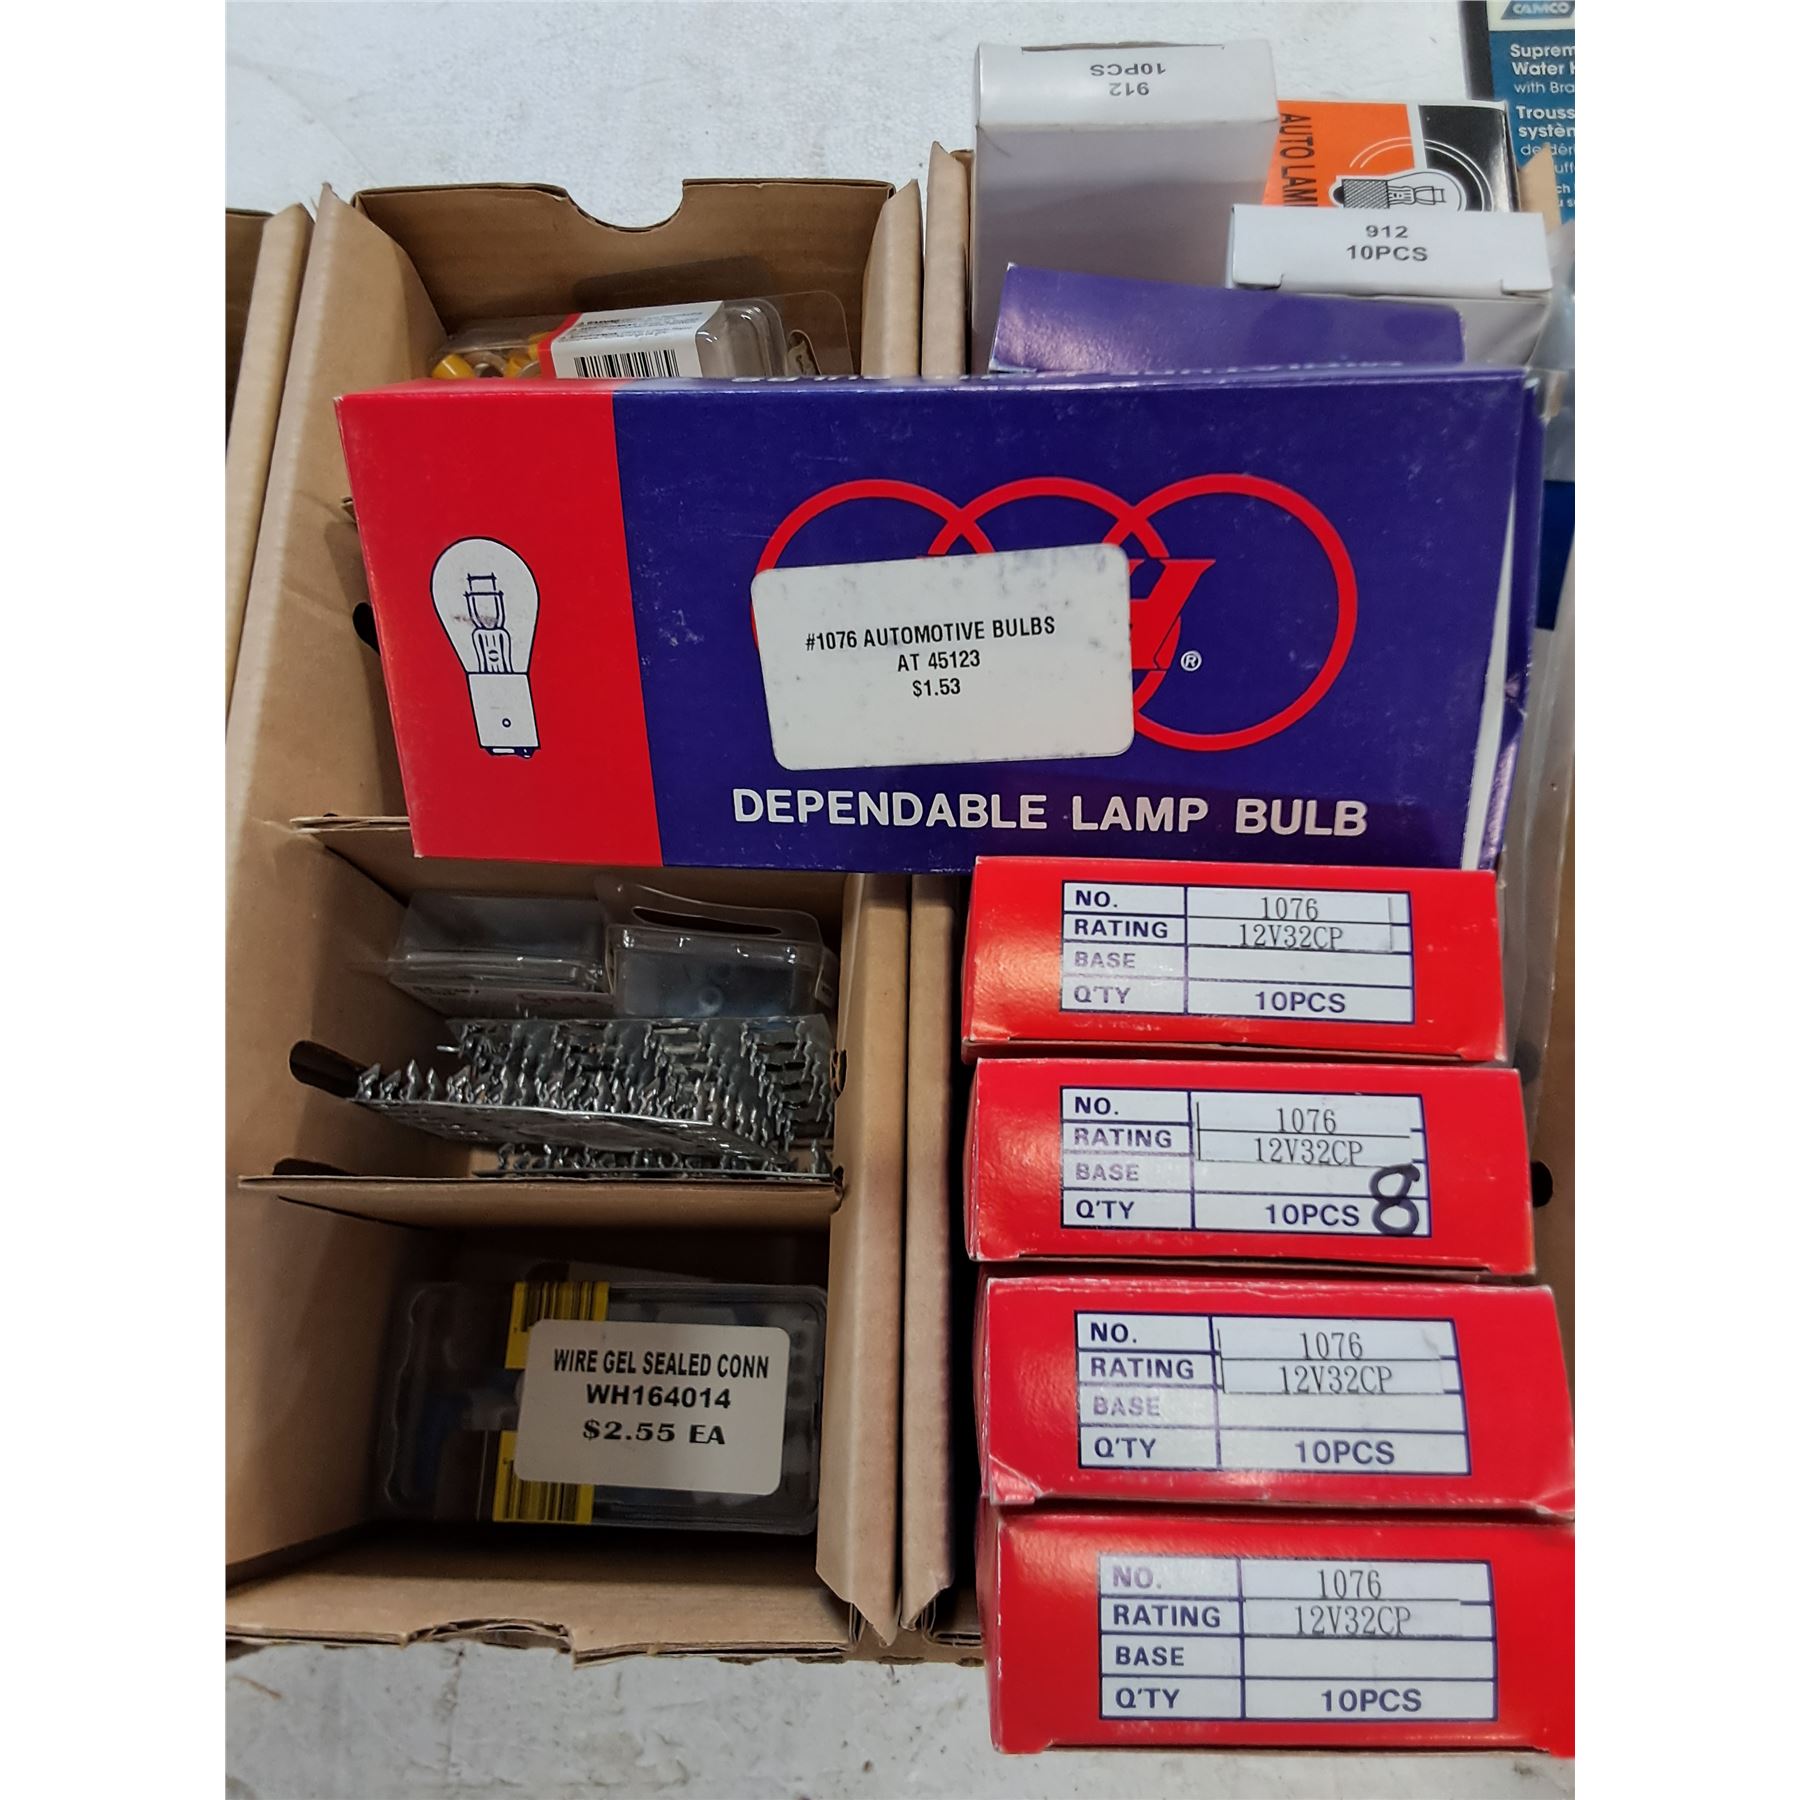 CAMCO
Suprem
Water H
with Bra
Trouss
systèm
912
10PCS
AUTO LAM
912
10PCS
#1076 AUTOMOTIVE BULBS
AT 45123
$1.53
®
DEPENDABLE LAMP BULB
NO. 1076
RATING 12V32CP
BASE
Q'TY 10PCS
NO. 1076
RATING 12V32CP
BASE
Q'TY 10PCS 8
NO. 1076
RATING 12V32CP
BASE
Q'TY 10PCS
NO. 1076
RATING 12V32CP
BASE
Q'TY 10PCS
WIRE GEL SEALED CONN
WH164014
$2.55 EA